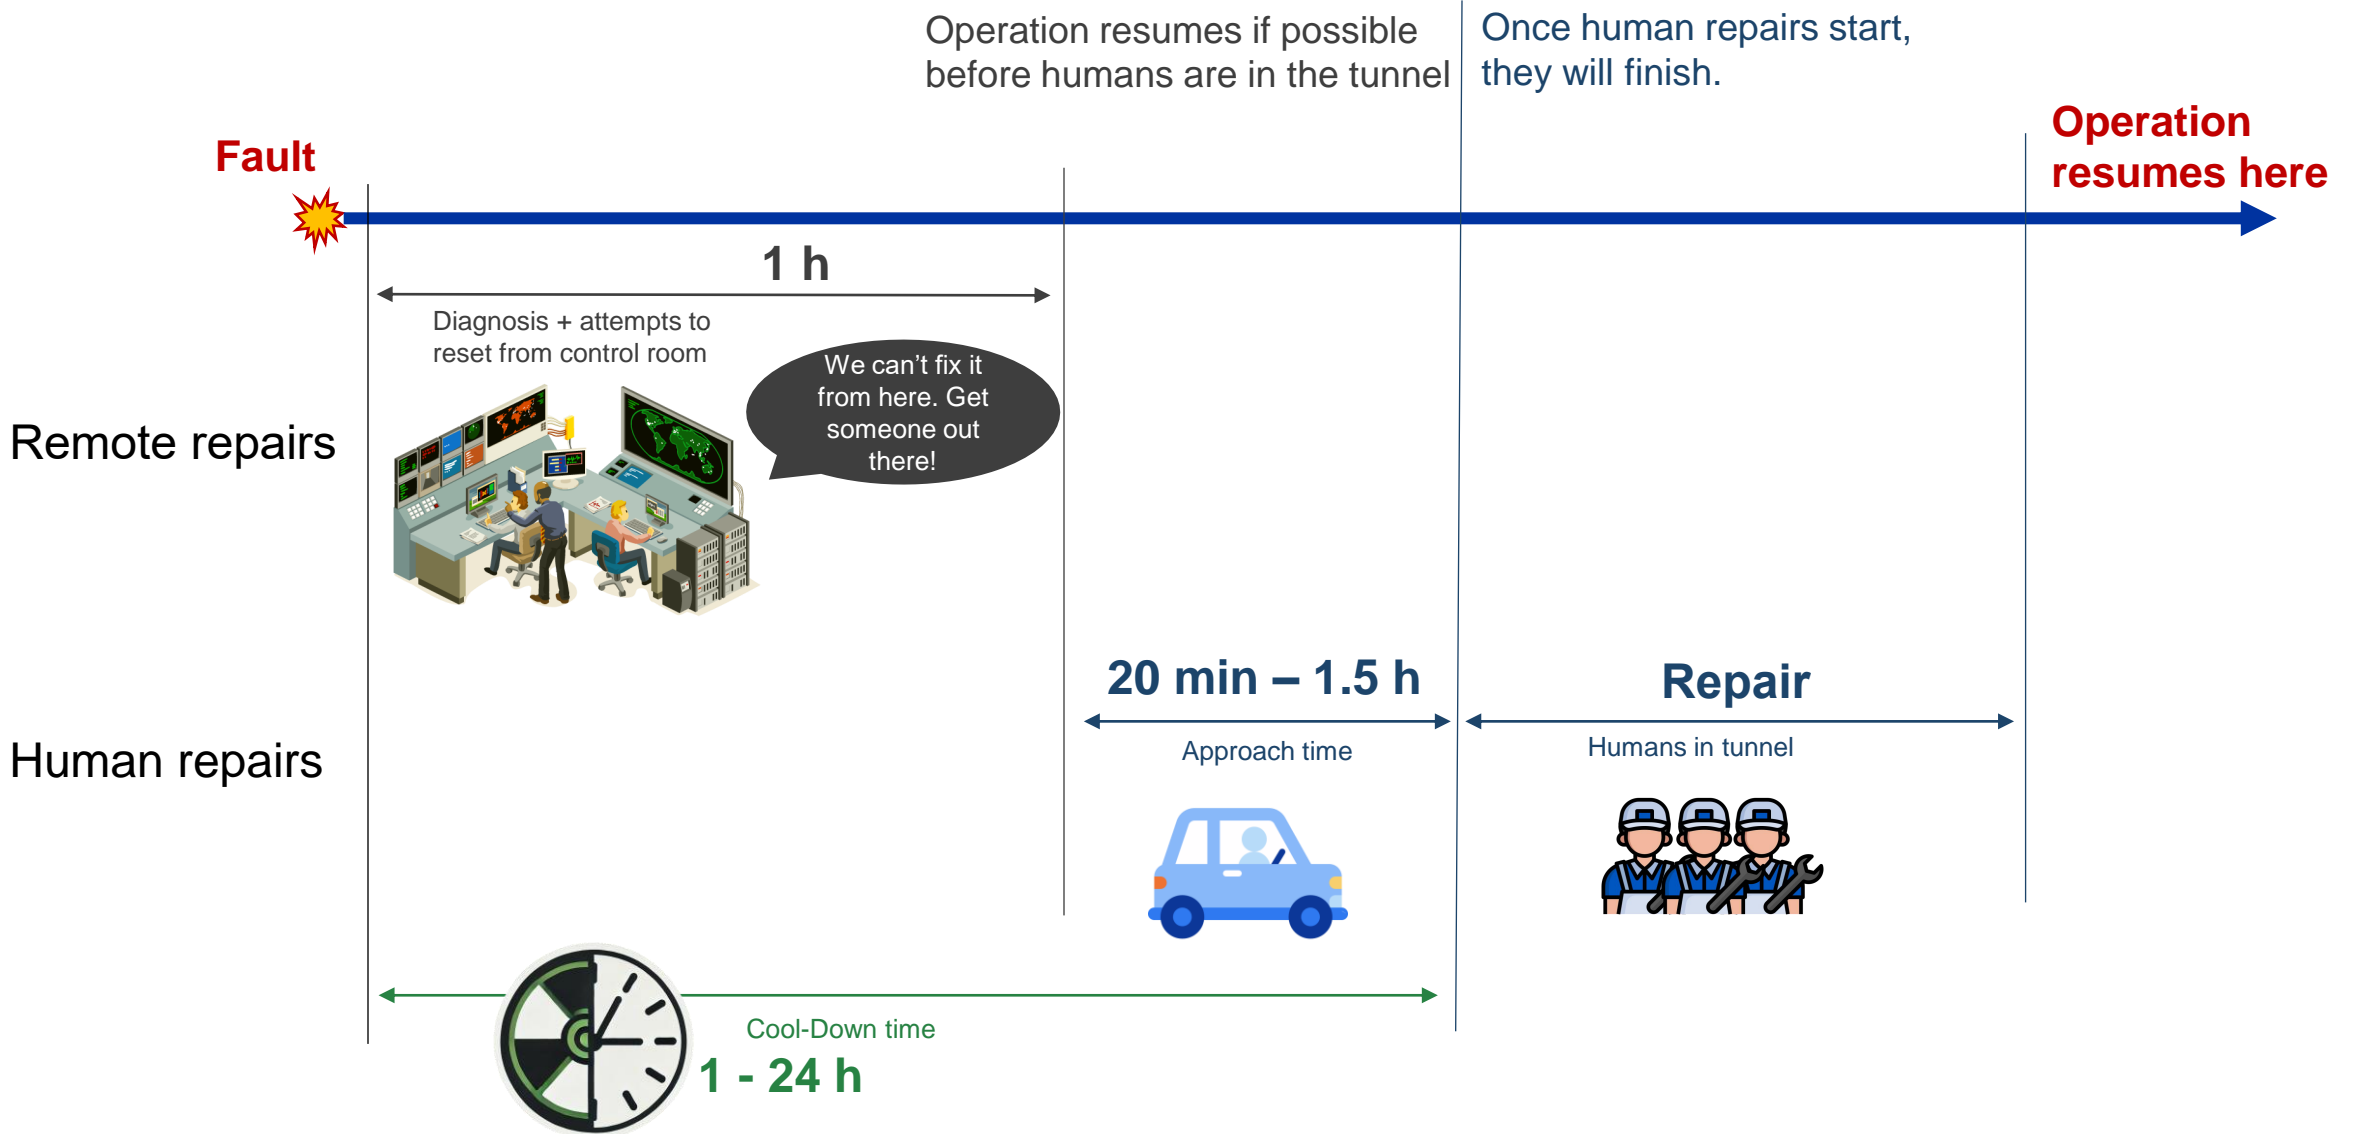 Operation resumes if possible
before humans are in the tunnel
Once human repairs start,
they will finish.
Operation
resumes here
Fault
1 h
Diagnosis + attempts to
reset from control room
We can’t fix it
from here. Get
someone out
there!
Remote repairs
20 min – 1.5 h
Repair
Approach time
Humans in tunnel
Human repairs
Cool-Down time
1 - 24 h